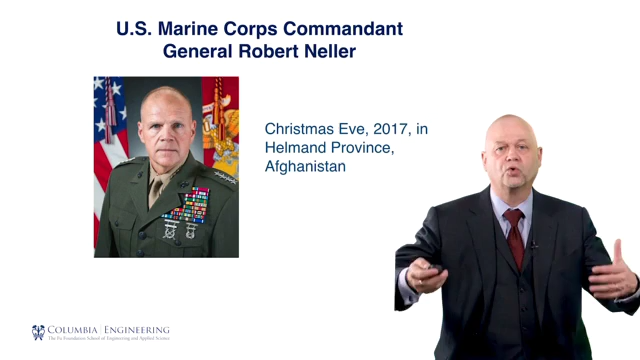 U.S. Marine Corps Commandant
General Robert Neller
Christmas Eve, 2017, in
Helmand Province,
Afghanistan
COLUMBIA | ENGINEERING
The Fu Foundation School of Engineering and Applied Science